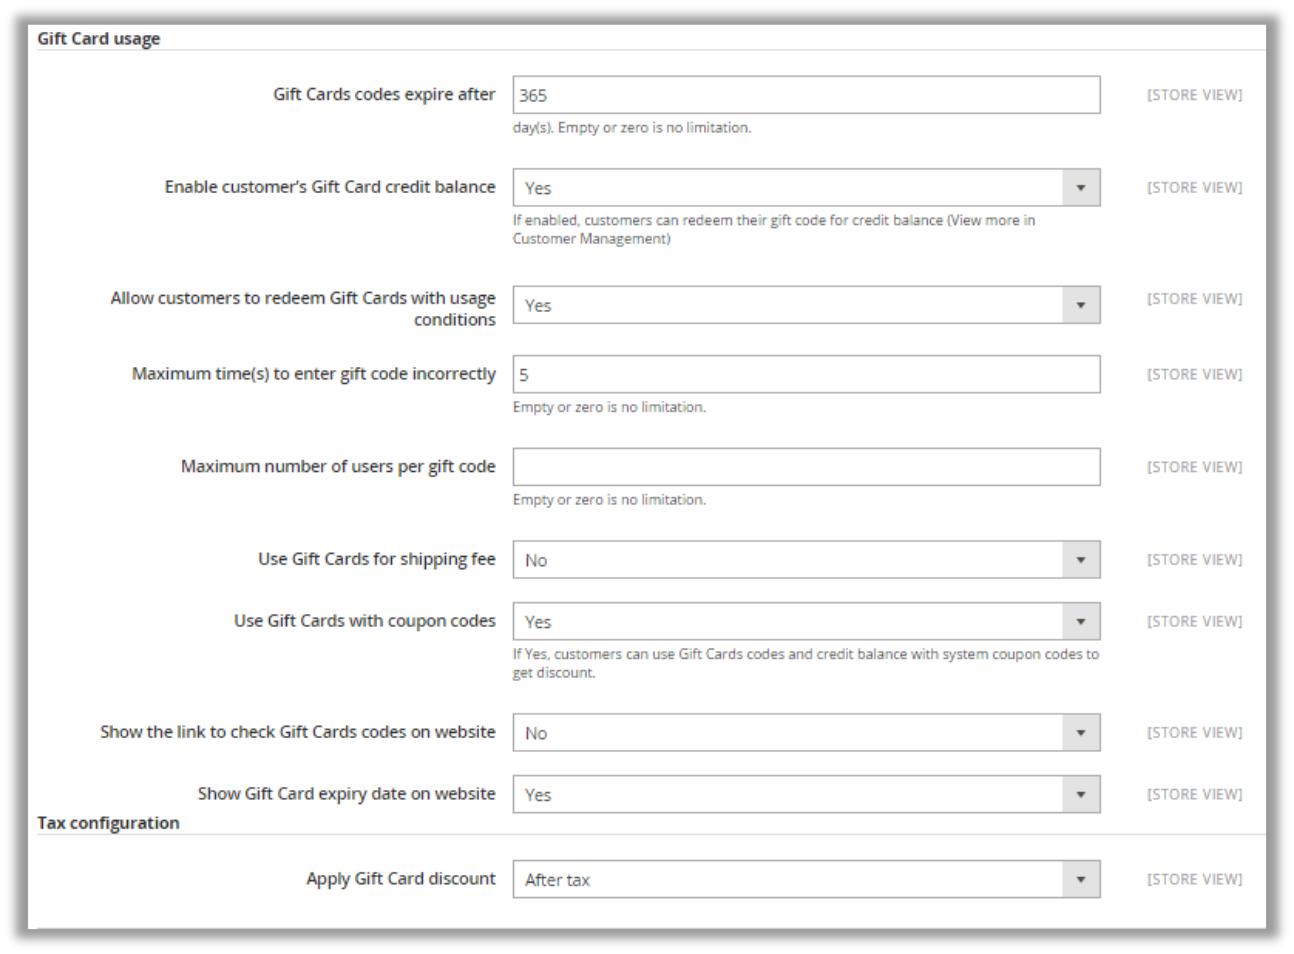 Gift Card usage
Gift Cards codes expire after 365 [STORE VIEW]
day(s). Empty or zero is no limitation.
Enable customer's Gift Card credit balance Yes [STORE VIEW]
If enabled, customers can redeem their gift code for credit balance (View more in
Customer Management)
Allow customers to redeem Gift Cards with usage
conditions Yes [STORE VIEW]
Maximum time(s) to enter gift code incorrectly 5 [STORE VIEW]
Empty or zero is no limitation.
Maximum number of users per gift code [STORE VIEW]
Empty or zero is no limitation.
Use Gift Cards for shipping fee No [STORE VIEW]
Use Gift Cards with coupon codes Yes [STORE VIEW]
If Yes, customers can use Gift Cards codes and credit balance with system coupon codes to
get discount.
Show the link to check Gift Cards codes on website No [STORE VIEW]
Show Gift Card expiry date on website Yes [STORE VIEW]
Tax configuration
Apply Gift Card discount After tax [STORE VIEW]